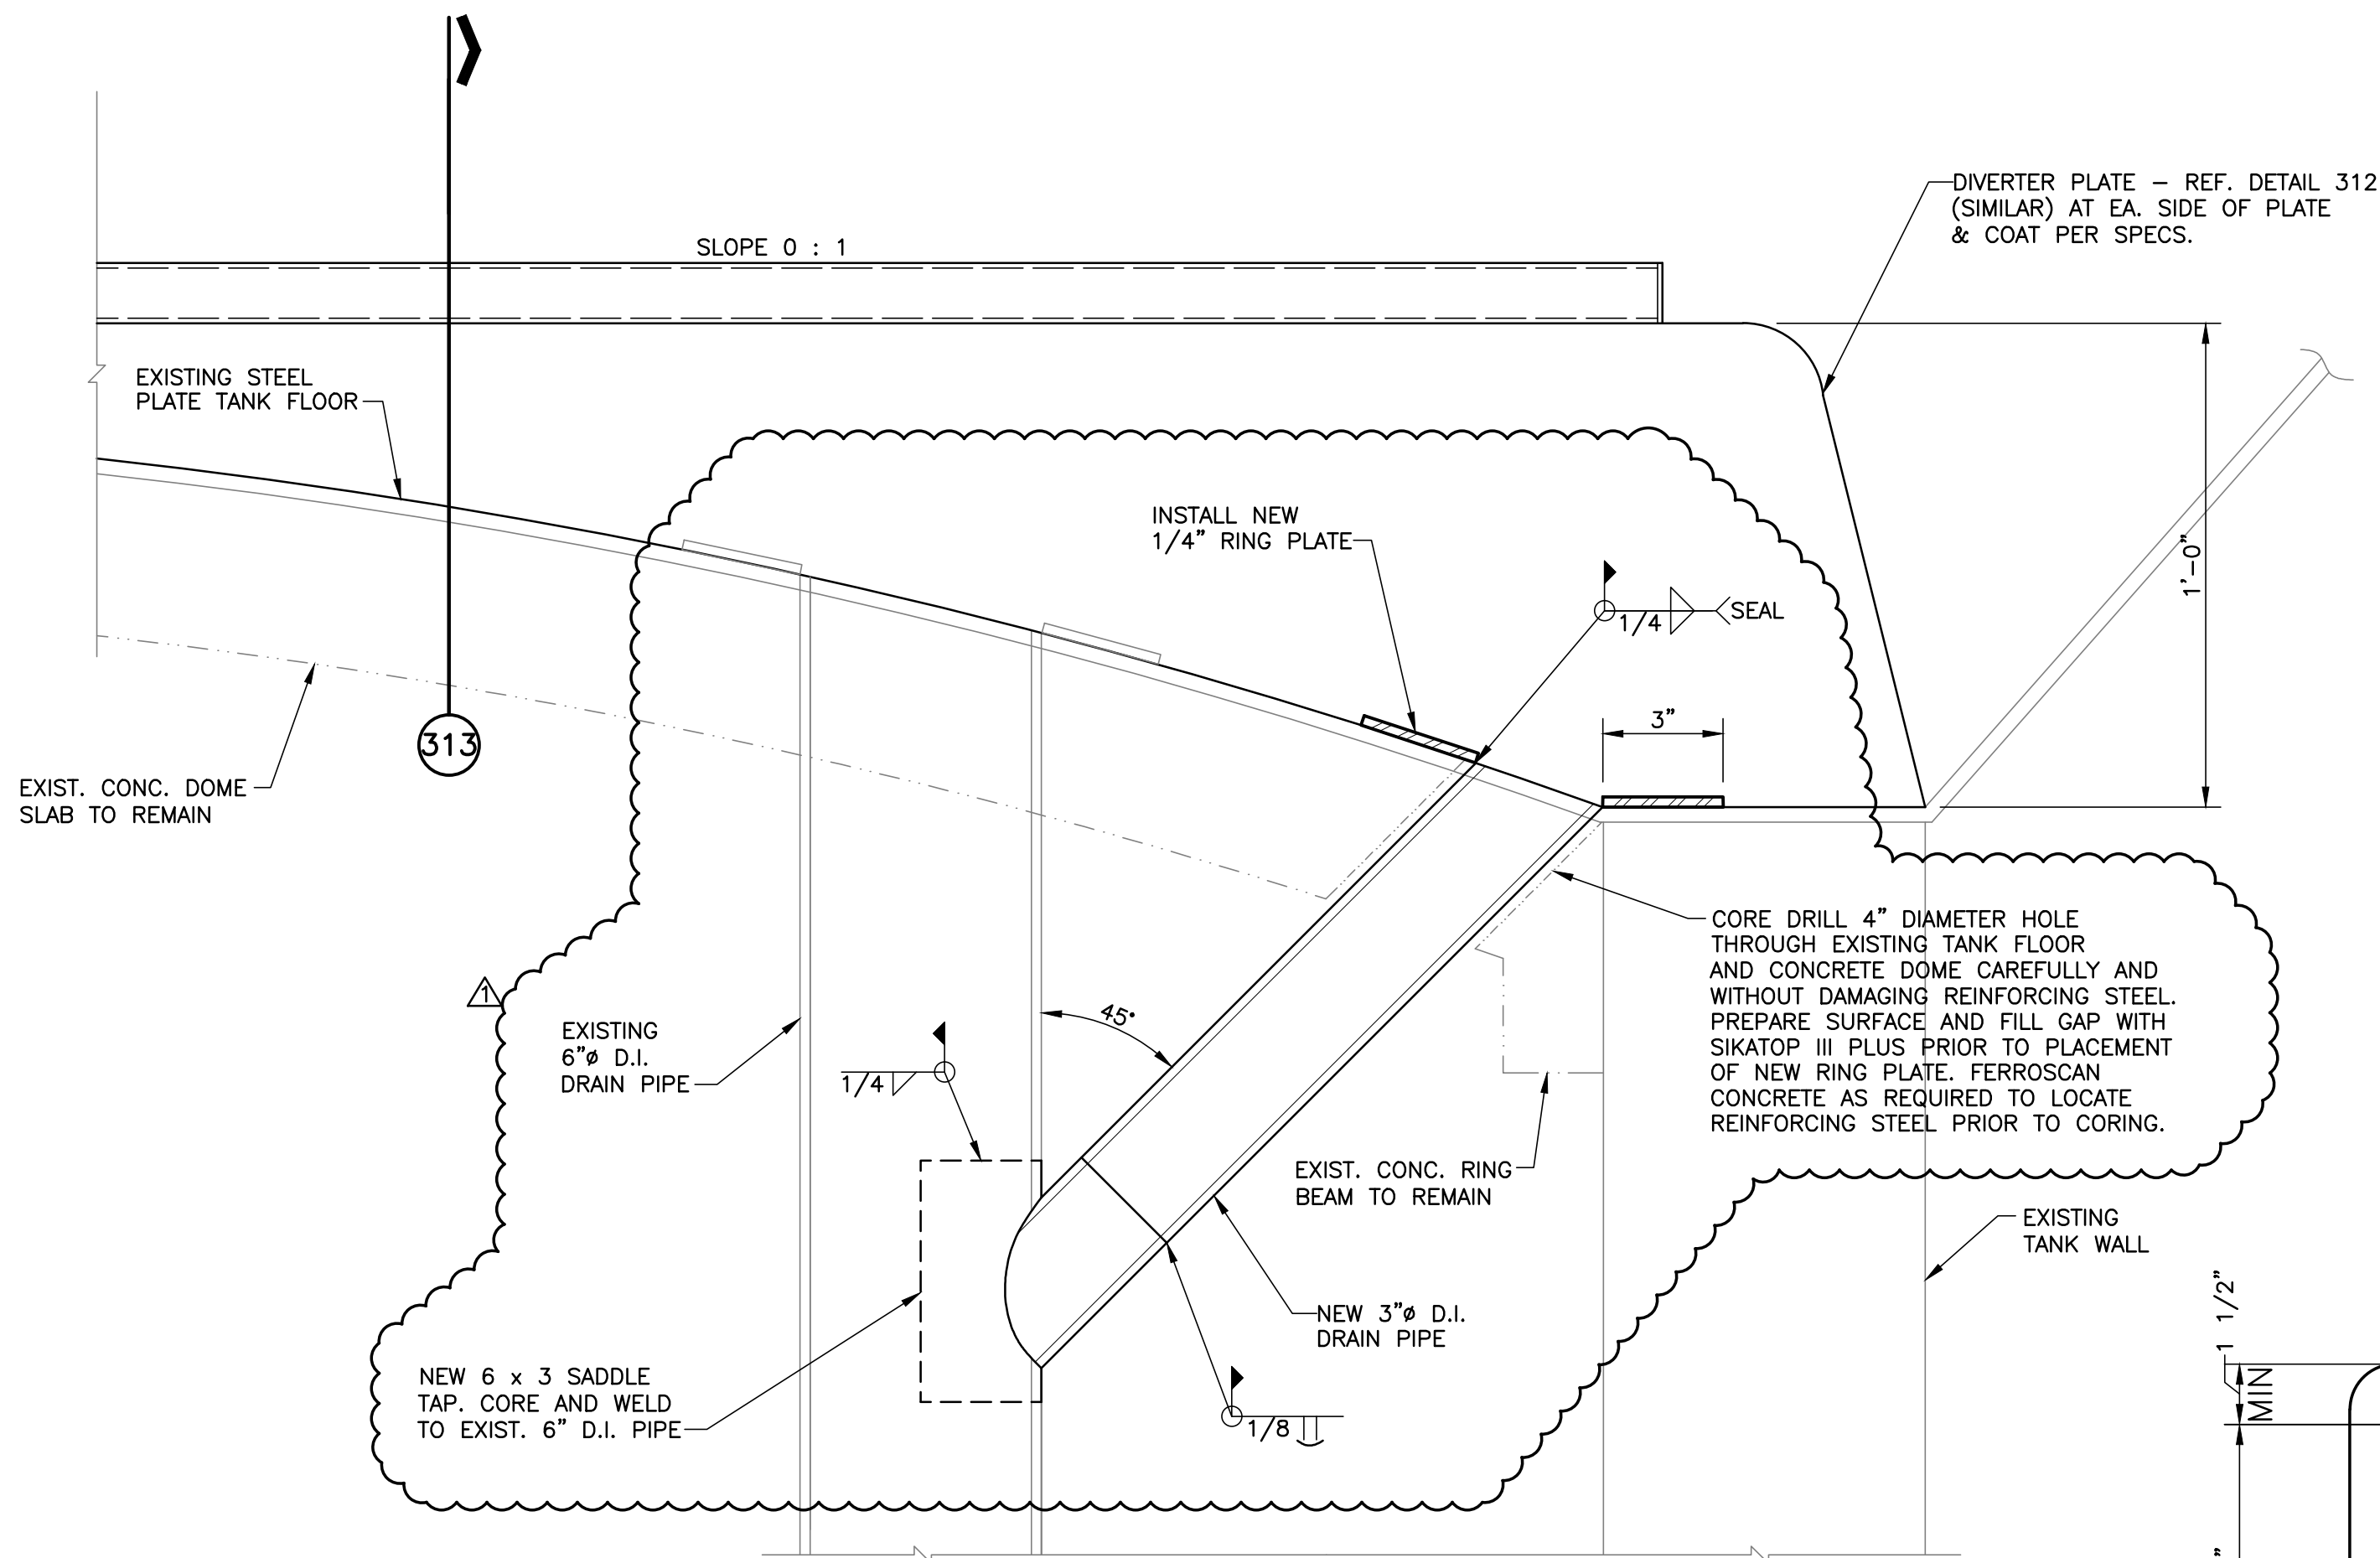 DIVERTER PLATE – REF. DETAIL 312
(SIMILAR) AT EA. SIDE OF PLATE
& COAT PER SPECS.
SLOPE 0 : 1
EXISTING STEEL
PLATE TANK FLOOR
INSTALL NEW
1/4" RING PLATE
1/4
SEAL
1'–0"
3"
313
EXIST. CONC. DOME
SLAB TO REMAIN
CORE DRILL 4" DIAMETER HOLE
THROUGH EXISTING TANK FLOOR
AND CONCRETE DOME CAREFULLY AND
WITHOUT DAMAGING REINFORCING STEEL.
PREPARE SURFACE AND FILL GAP WITH
SIKATOP III PLUS PRIOR TO PLACEMENT
OF NEW RING PLATE. FERROSCAN
CONCRETE AS REQUIRED TO LOCATE
REINFORCING STEEL PRIOR TO CORING.
1
EXISTING
6"ø D.I.
DRAIN PIPE
45°
1/4
EXIST. CONC. RING
BEAM TO REMAIN
EXISTING
TANK WALL
NEW 3"ø D.I.
DRAIN PIPE
NEW 6 x 3 SADDLE
TAP. CORE AND WELD
TO EXIST. 6" D.I. PIPE
1/8
1 1/2"
MIN
"